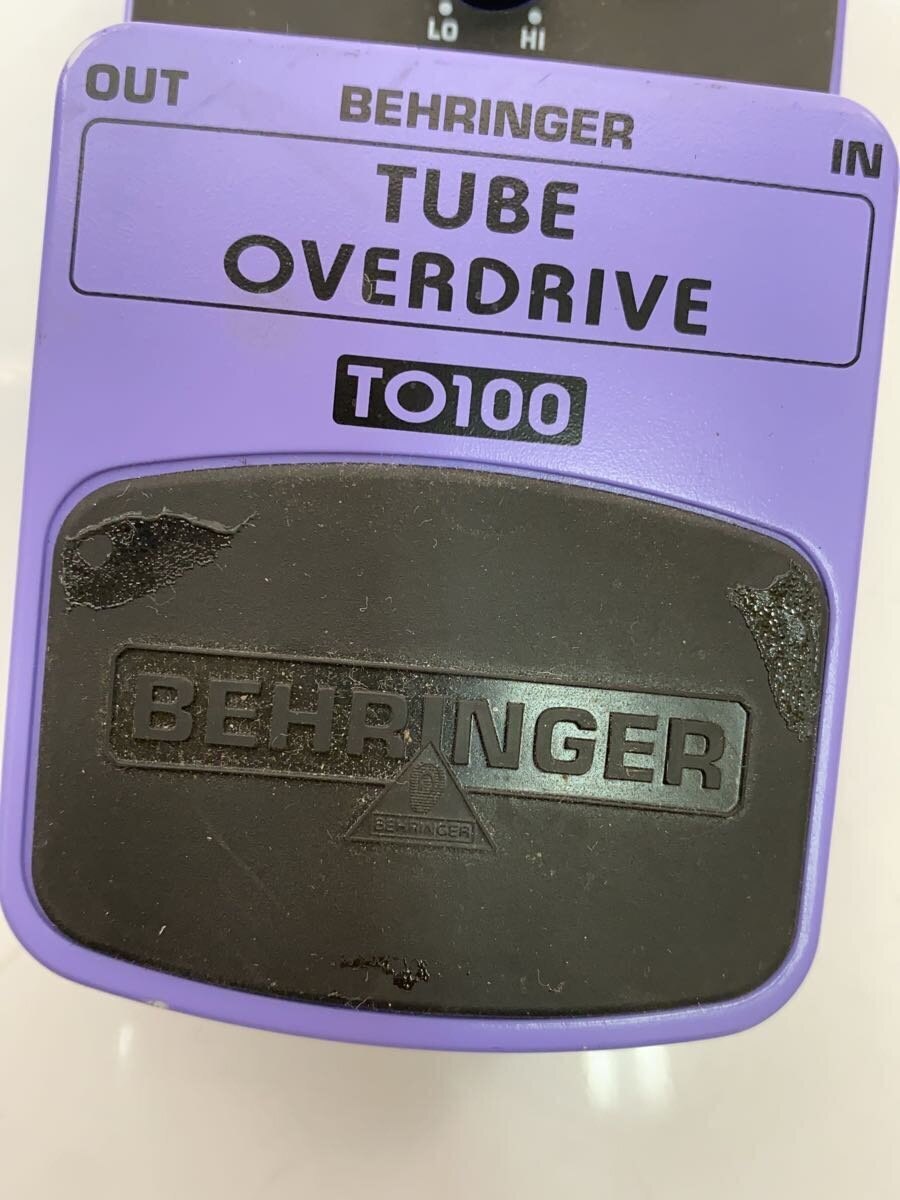 LO HI
OUT BEHRINGER IN
TUBE
OVERDRIVE
TO100
BEHRINGER
BEHRINGER